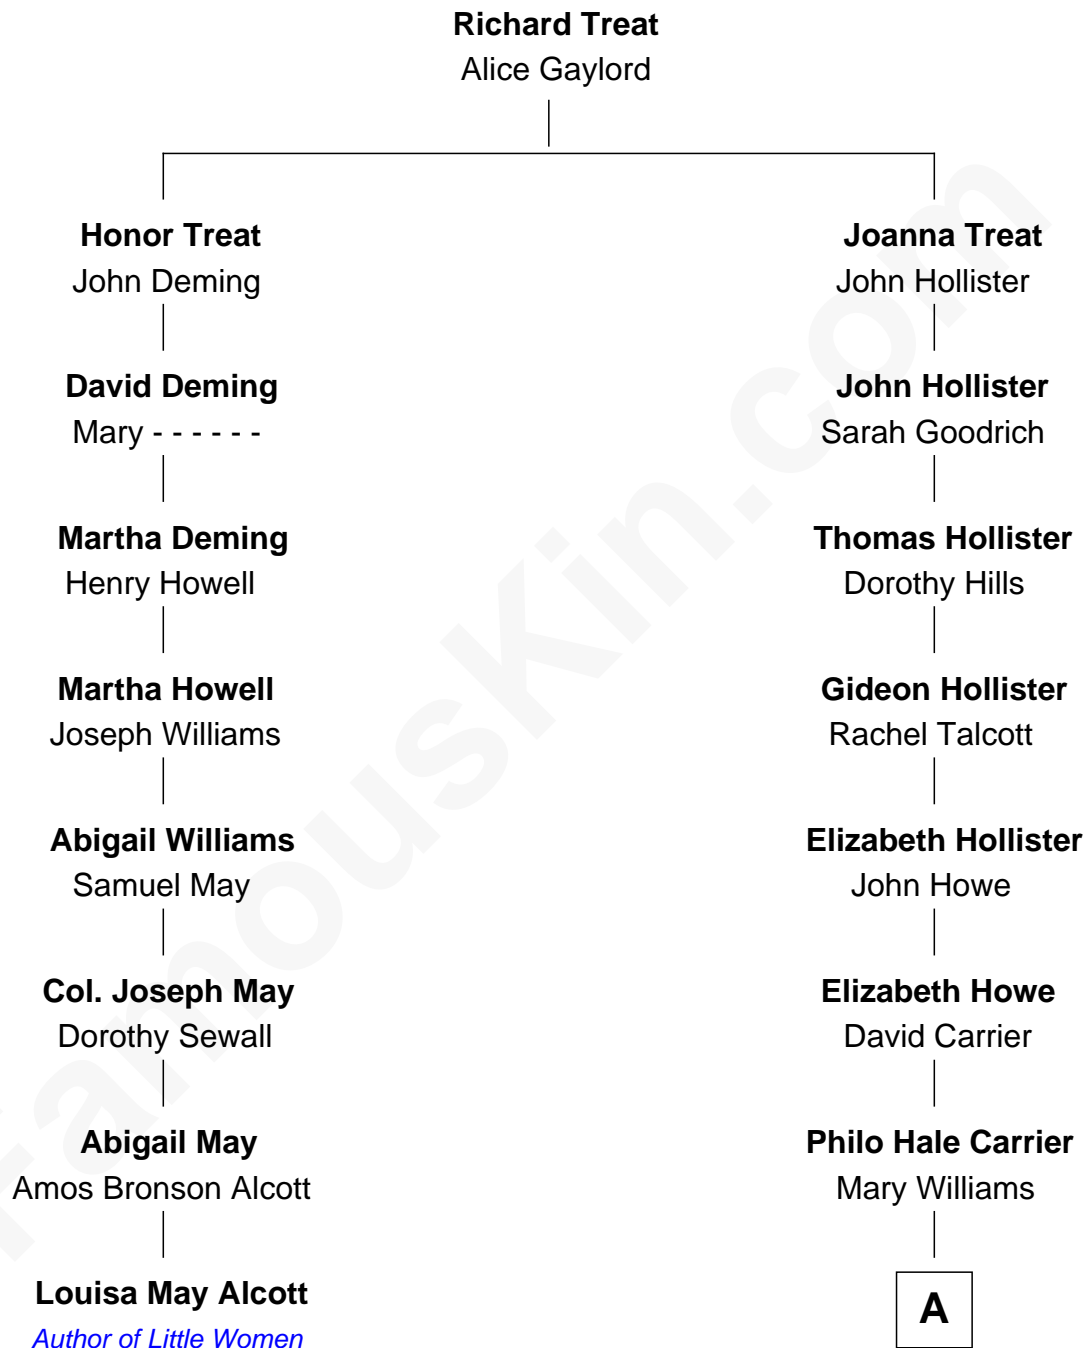 Richard Treat
Alice Gaylord
Honor Treat
John Deming
Joanna Treat
John Hollister
David Deming
Mary - - - - - -
John Hollister
Sarah Goodrich
Martha Deming
Henry Howell
Thomas Hollister
Dorothy Hills
Martha Howell
Joseph Williams
Gideon Hollister
Rachel Talcott
Abigail Williams
Samuel May
Elizabeth Hollister
John Howe
Col. Joseph May
Dorothy Sewall
Elizabeth Howe
David Carrier
Abigail May
Amos Bronson Alcott
Philo Hale Carrier
Mary Williams
Louisa May Alcott
Author of Little Women
A
FamousKin.com